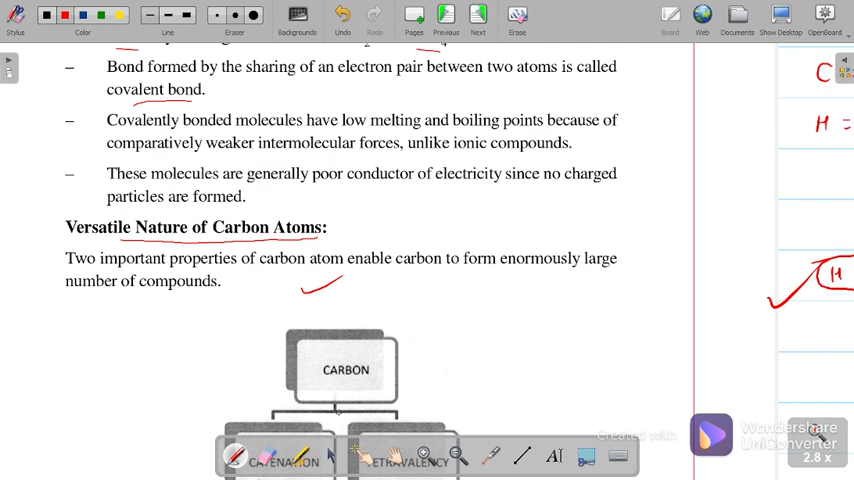 Stylus Color Line Eraser Backgrounds Undo Redo Pages Previous Next Erase Board Web Documents Show Desktop OpenBoard
– Bond formed by the sharing of an electron pair between two atoms is called
covalent bond.
– Covalently bonded molecules have low melting and boiling points because of
comparatively weaker intermolecular forces, unlike ionic compounds.
– These molecules are generally poor conductor of electricity since no charged
particles are formed.
Versatile Nature of Carbon Atoms:
Two important properties of carbon atom enable carbon to form enormously large
number of compounds.
CARBON
CATENATION TETRAVALENCY
C
H =
H
Created with
Wondershare
UniConverter
2.8 x